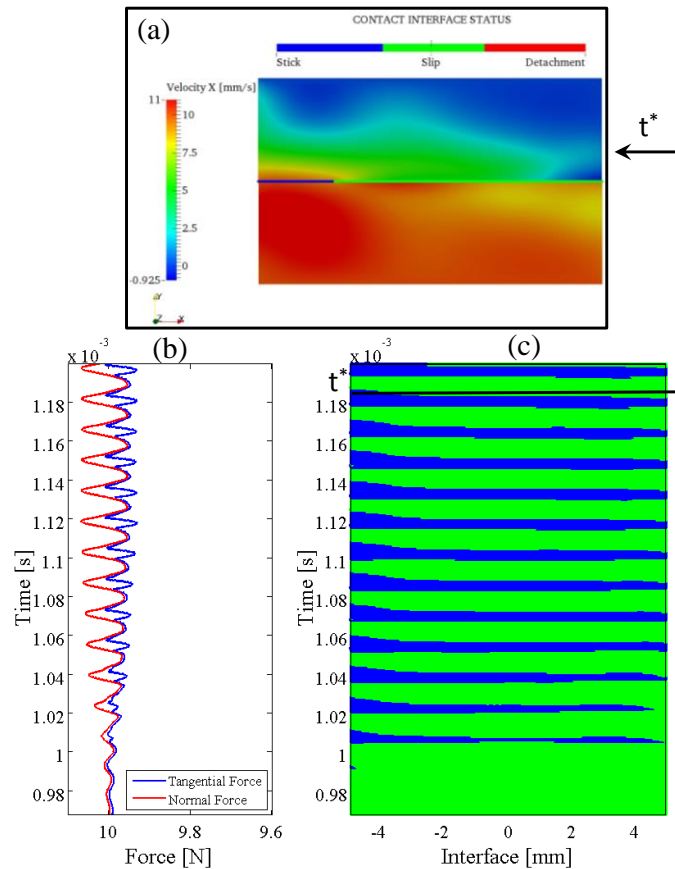 (a)
CONTACT INTERFACE STATUS
Stick Slip Detachment
Velocity X [mm/s]
11
10
7.5
5
2.5
0
-0.925
t*
Y
Z X
(b)
x 10⁻³
1.18
1.16
1.14
1.12
1.1
1.08
1.06
1.04
1.02
1
0.98
Time [s]
Tangential Force
Normal Force
10 9.8 9.6
Force [N]
(c)
x 10⁻³
t*
1.18
1.16
1.14
1.12
1.1
1.08
1.06
1.04
1.02
1
0.98
Time [s]
-4 -2 0 2 4
Interface [mm]